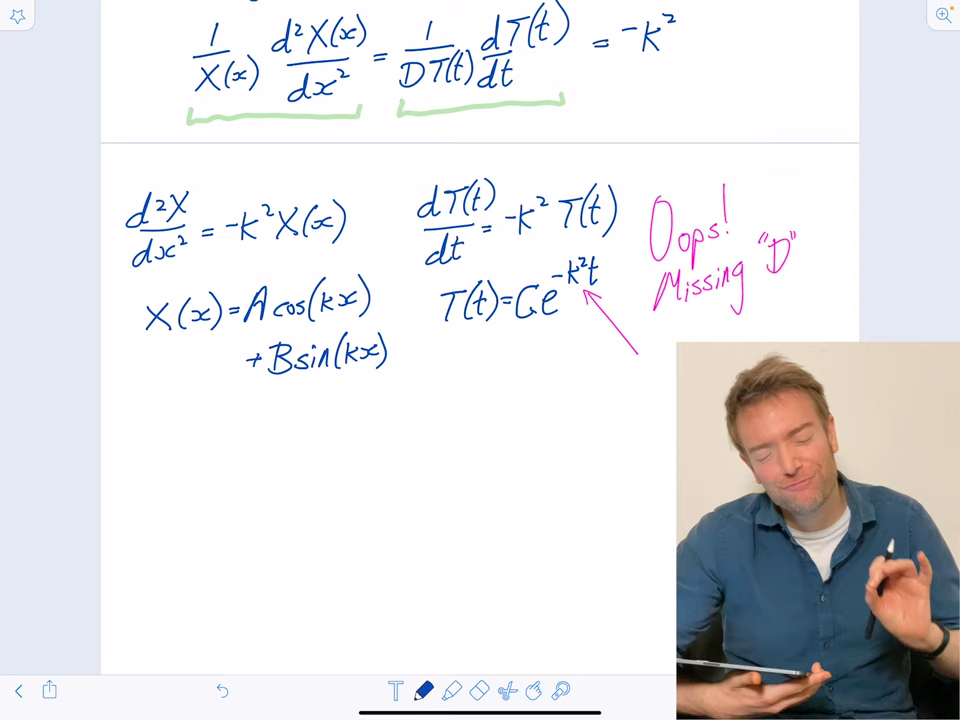 1/X(x) d²X(x)/dx² = 1/DT(t) dT(t)/dt = -k²
d²X/dx² = -k²X(x)
dT(t)/dt = -k² T(t)
Oops!
Missing "D"
X(x) = A cos(kx)
+ B sin(kx)
T(t) = Ce^{-k²t}
T